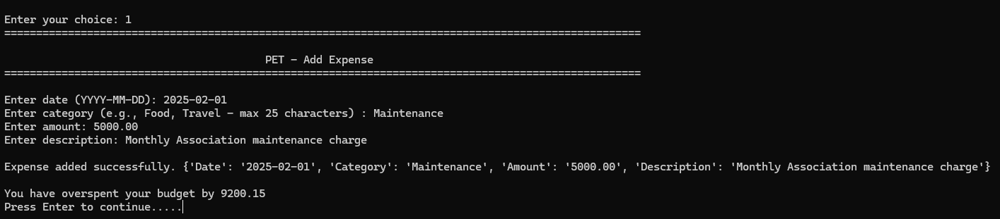 Enter your choice: 1
====================================================================================================
PET - Add Expense
====================================================================================================
Enter date (YYYY-MM-DD): 2025-02-01
Enter category (e.g., Food, Travel - max 25 characters) : Maintenance
Enter amount: 5000.00
Enter description: Monthly Association maintenance charge
Expense added successfully. {'Date': '2025-02-01', 'Category': 'Maintenance', 'Amount': '5000.00', 'Description': 'Monthly Association maintenance charge'}
You have overspent your budget by 9200.15
Press Enter to continue.....